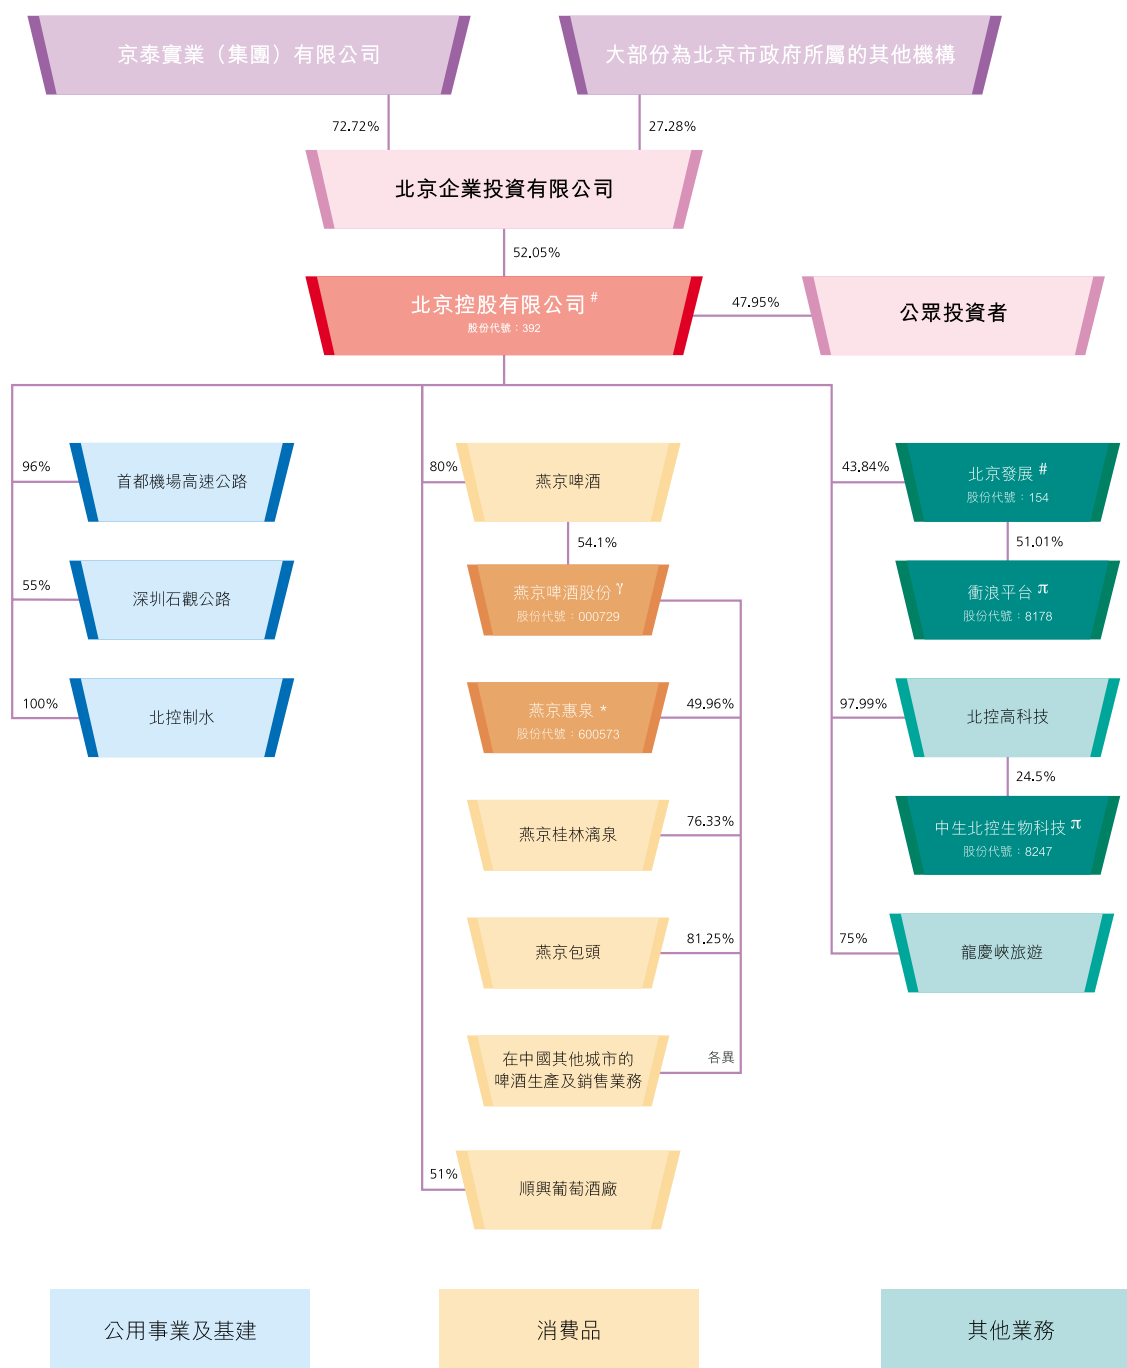 京泰實業（集團）有限公司
大部份為北京市政府所屬的其他機構
72.72%
27.28%
北京企業投資有限公司
52.05%
北京控股有限公司 #
股份代號：392
47.95%
公眾投資者
96%
首都機場高速公路
55%
深圳石觀公路
100%
北控制水
80%
燕京啤酒
54.1%
燕京啤酒股份 γ
股份代號：000729
49.96%
燕京惠泉 *
股份代號：600573
76.33%
燕京桂林漓泉
81.25%
燕京包頭
各異
在中國其他城市的
啤酒生產及銷售業務
51%
順興葡萄酒廠
43.84%
北京發展 #
股份代號：154
51.01%
衝浪平台 π
股份代號：8178
97.99%
北控高科技
24.5%
中生北控生物科技 π
股份代號：8247
75%
龍慶峽旅遊
公用事業及基建
消費品
其他業務